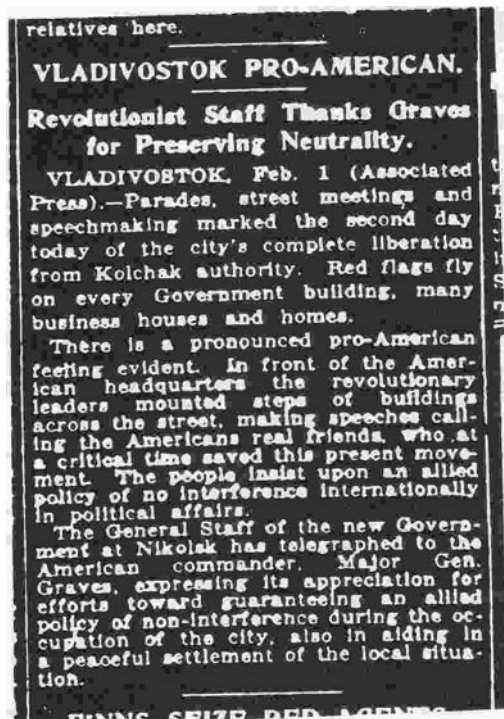 relatives here.
VLADIVOSTOK PRO-AMERICAN.
Revolutionist Staff Thanks Graves
for Preserving Neutrality.
VLADIVOSTOK, Feb. 1 (Associated
Press).—Parades, street meetings and
speechmaking marked the second day
today of the city's complete liberation
from Kolchak authority. Red flags fly
on every Government building, many
business houses and homes.
There is a pronounced pro-American
feeling evident. In front of the Amer-
ican headquarters the revolutionary
leaders mounted steps of buildings
across the street, making speeches call-
ing the Americans real friends, who at
a critical time saved this present move-
ment. The people insist upon an allied
policy of no interference internationally
in political affairs.
The General Staff of the new Govern-
ment at Nikolsk has telegraphed to the
American commander, Major Gen.
Graves, expressing its appreciation for
efforts toward guaranteeing an allied
policy of non-interference during the oc-
cupation of the city, also in aiding in
a peaceful settlement of the local situa-
tion.
FINNS SEIZE RED AGENTS